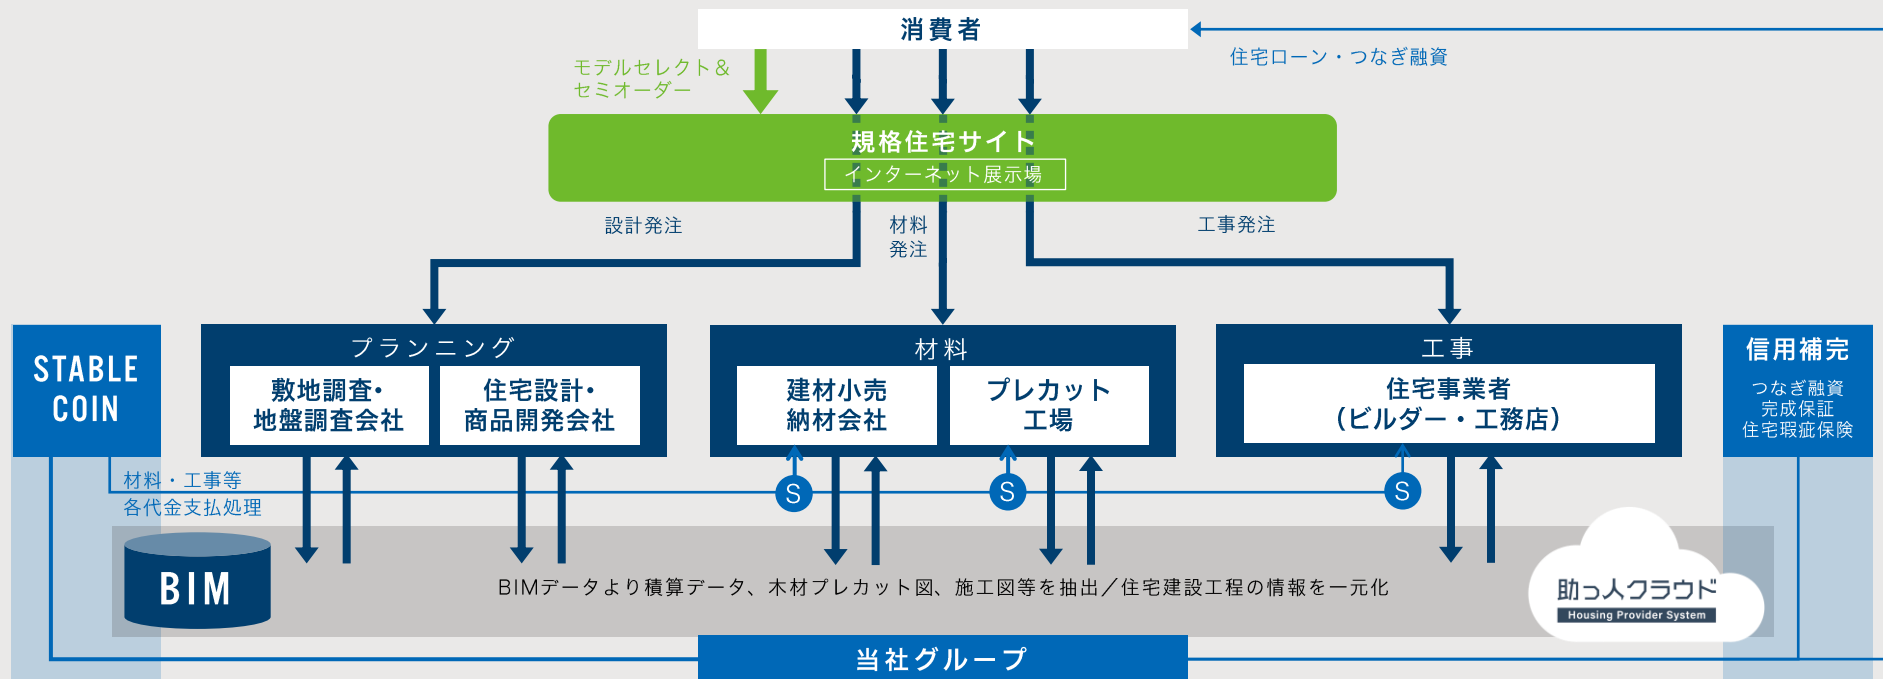 消費者
住宅ローン・つなぎ融資
モデルセレクト&
セミオーダー
規格住宅サイト
インターネット展示場
設計発注
材料
発注
工事発注
STABLE
COIN
プランニング
敷地調査・
地盤調査会社
住宅設計・
商品開発会社
材料
建材小売
納材会社
プレカット
工場
工事
住宅事業者
(ビルダー・工務店)
信用補完
つなぎ融資
完成保証
住宅瑕疵保険
材料・工事等
各代金支払処理
S
S
S
BIM
BIMデータより積算データ、木材プレカット図、施工図等を抽出/住宅建設工程の情報を一元化
助っ人クラウド
Housing Provider System
当社グループ